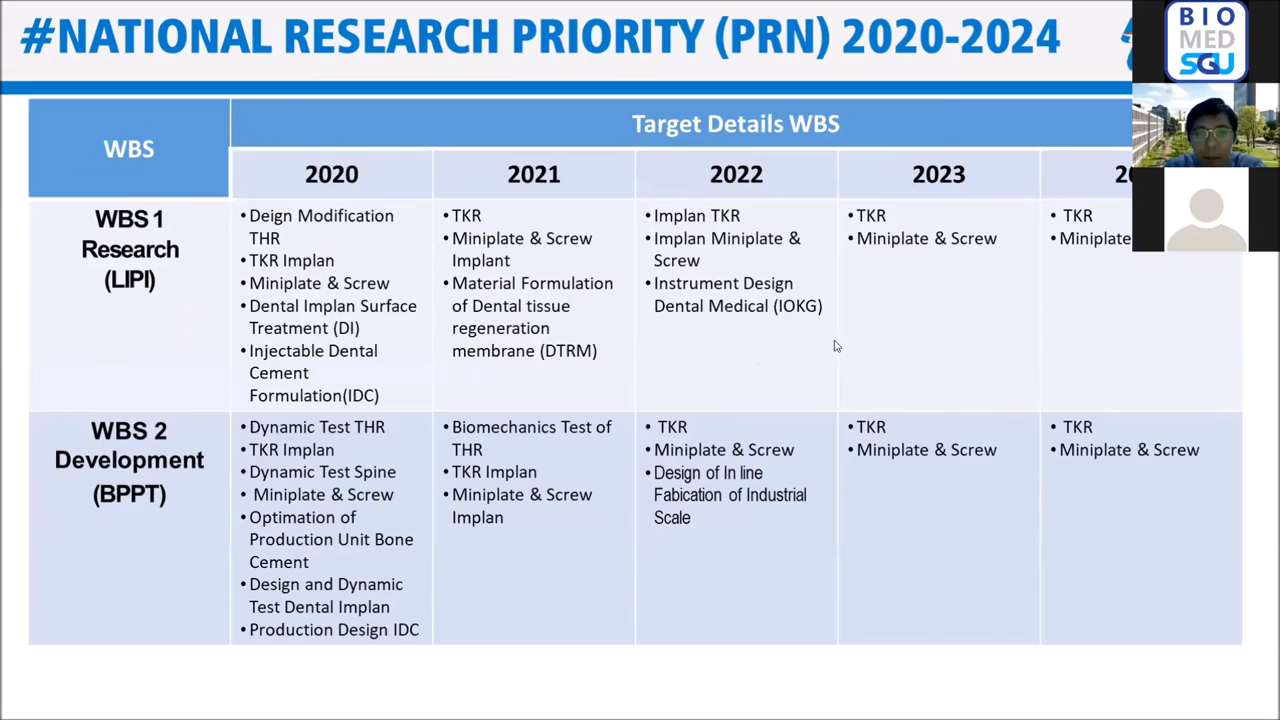 #NATIONAL RESEARCH PRIORITY (PRN) 2020-2024
BIO
MED
SGU
WBS
Target Details WBS
2020
2021
2022
2023
WBS 1
Research
(LIPI)
• Deign Modification
THR
• TKR Implan
• Miniplate & Screw
• Dental Implan Surface
Treatment (DI)
• Injectable Dental
Cement
Formulation(IDC)
• TKR
• Miniplate & Screw
Implant
• Material Formulation
of Dental tissue
regeneration
membrane (DTRM)
• Implan TKR
• Implan Miniplate &
Screw
• Instrument Design
Dental Medical (IOKG)
• TKR
• Miniplate & Screw
• TKR
• Miniplate
WBS 2
Development
(BPPT)
• Dynamic Test THR
• TKR Implan
• Dynamic Test Spine
• Miniplate & Screw
• Optimation of
Production Unit Bone
Cement
• Design and Dynamic
Test Dental Implan
• Production Design IDC
• Biomechanics Test of
THR
• TKR Implan
• Miniplate & Screw
Implan
• TKR
• Miniplate & Screw
• Design of In line
Fabication of Industrial
Scale
• TKR
• Miniplate & Screw
• TKR
• Miniplate & Screw